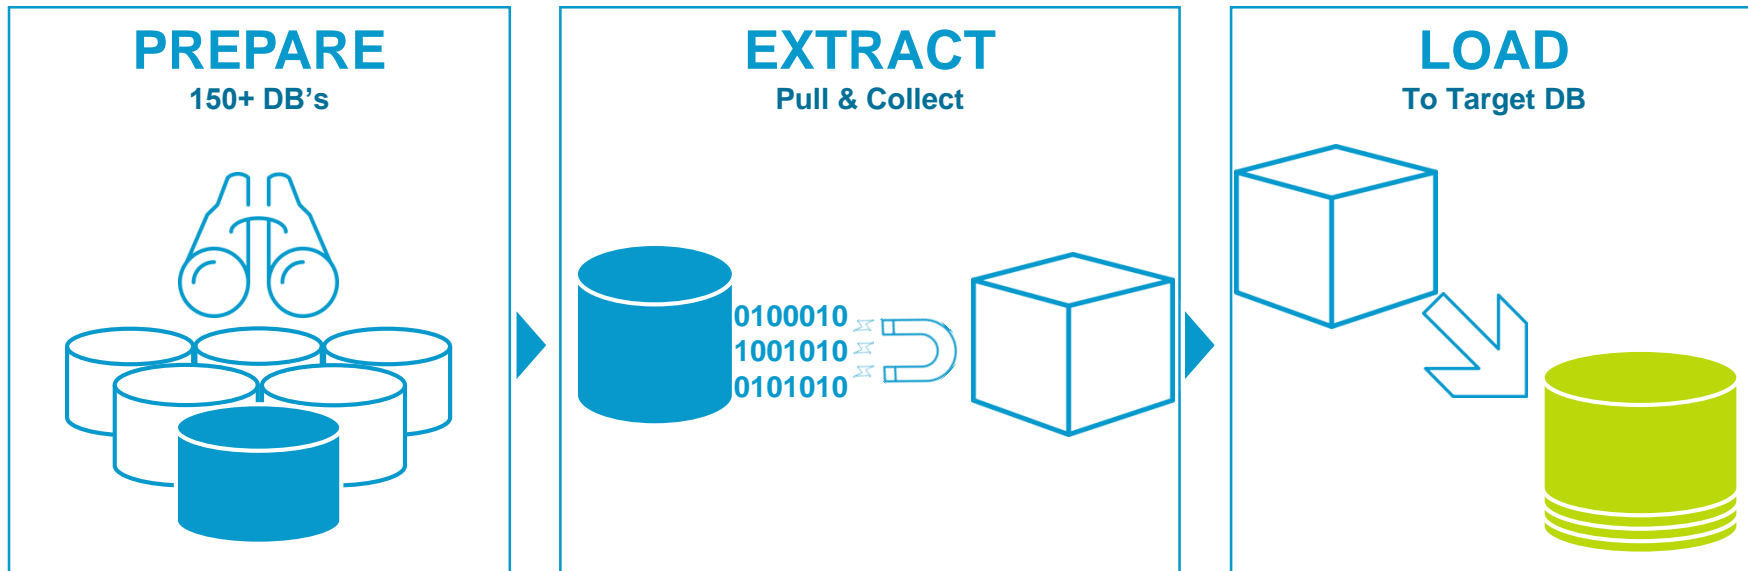 PREPARE
150+ DB’s
EXTRACT
Pull & Collect
0100010
1001010
0101010
LOAD
To Target DB